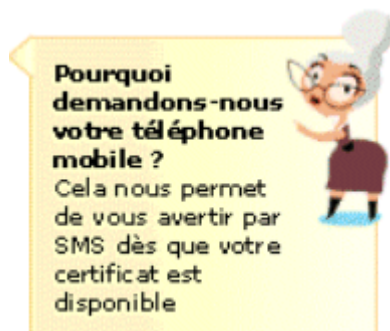 Pourquoi
demandons-nous
votre téléphone
mobile ?
Cela nous permet
de vous avertir par
SMS dès que votre
certificat est
disponible